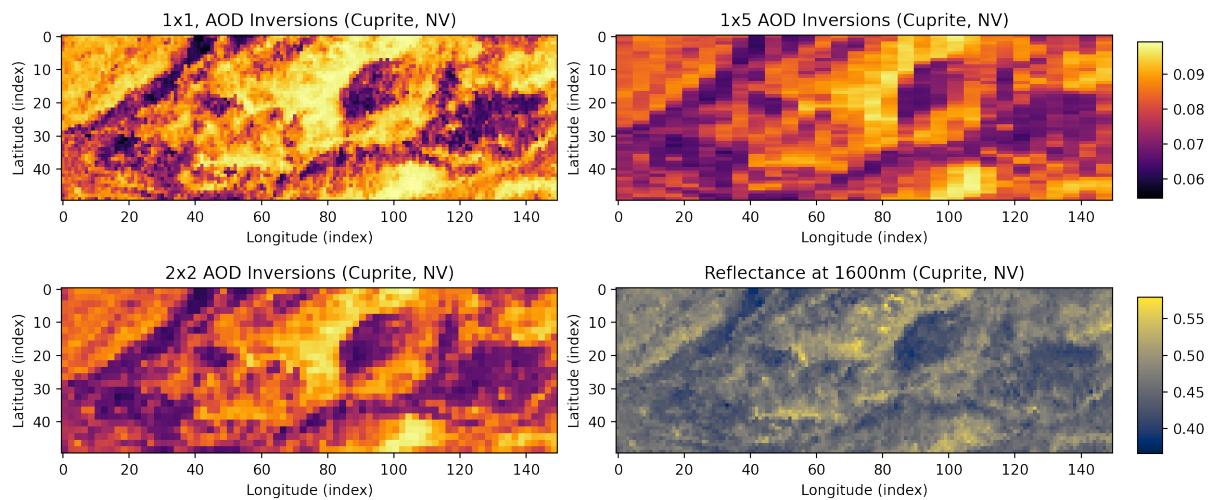 1x1, AOD Inversions (Cuprite, NV)
0
10
20
30
40
Latitude (index)
0 20 40 60 80 100 120 140
Longitude (index)
1x5 AOD Inversions (Cuprite, NV)
0
10
20
30
40
Latitude (index)
0 20 40 60 80 100 120 140
Longitude (index)
0.09
0.08
0.07
0.06
2x2 AOD Inversions (Cuprite, NV)
0
10
20
30
40
Latitude (index)
0 20 40 60 80 100 120 140
Longitude (index)
Reflectance at 1600nm (Cuprite, NV)
0
10
20
30
40
Latitude (index)
0 20 40 60 80 100 120 140
Longitude (index)
0.55
0.50
0.45
0.40